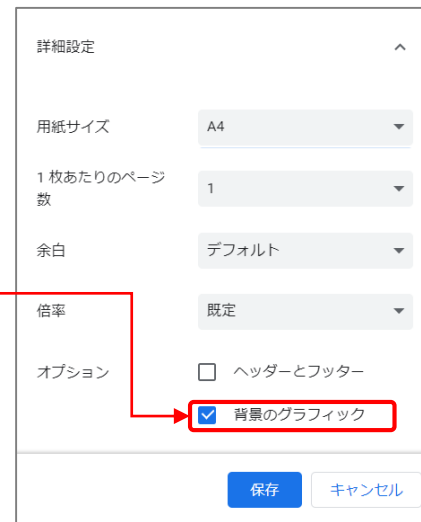 詳細設定
用紙サイズ A4
1 枚あたりのページ
数 1
余白 デフォルト
倍率 既定
オプション ヘッダーとフッター
背景のグラフィック
保存 キャンセル